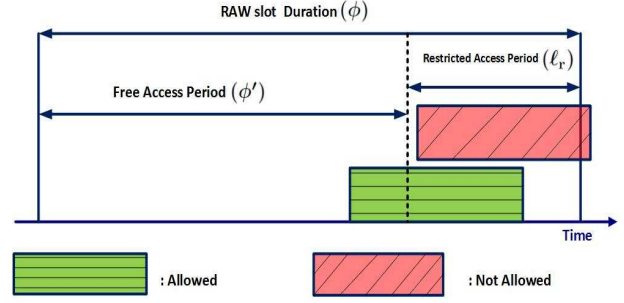 RAW slot Duration (ϕ)
Restricted Access Period (ℓr)
Free Access Period (ϕ′)
Time
: Allowed
: Not Allowed